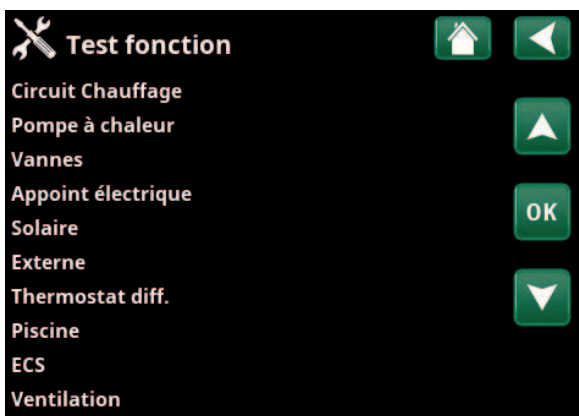 Test fonction
Circuit Chauffage
Pompe à chaleur
Vannes
Appoint électrique
OK
Solaire
Externe
Thermostat diff.
Piscine
ECS
Ventilation